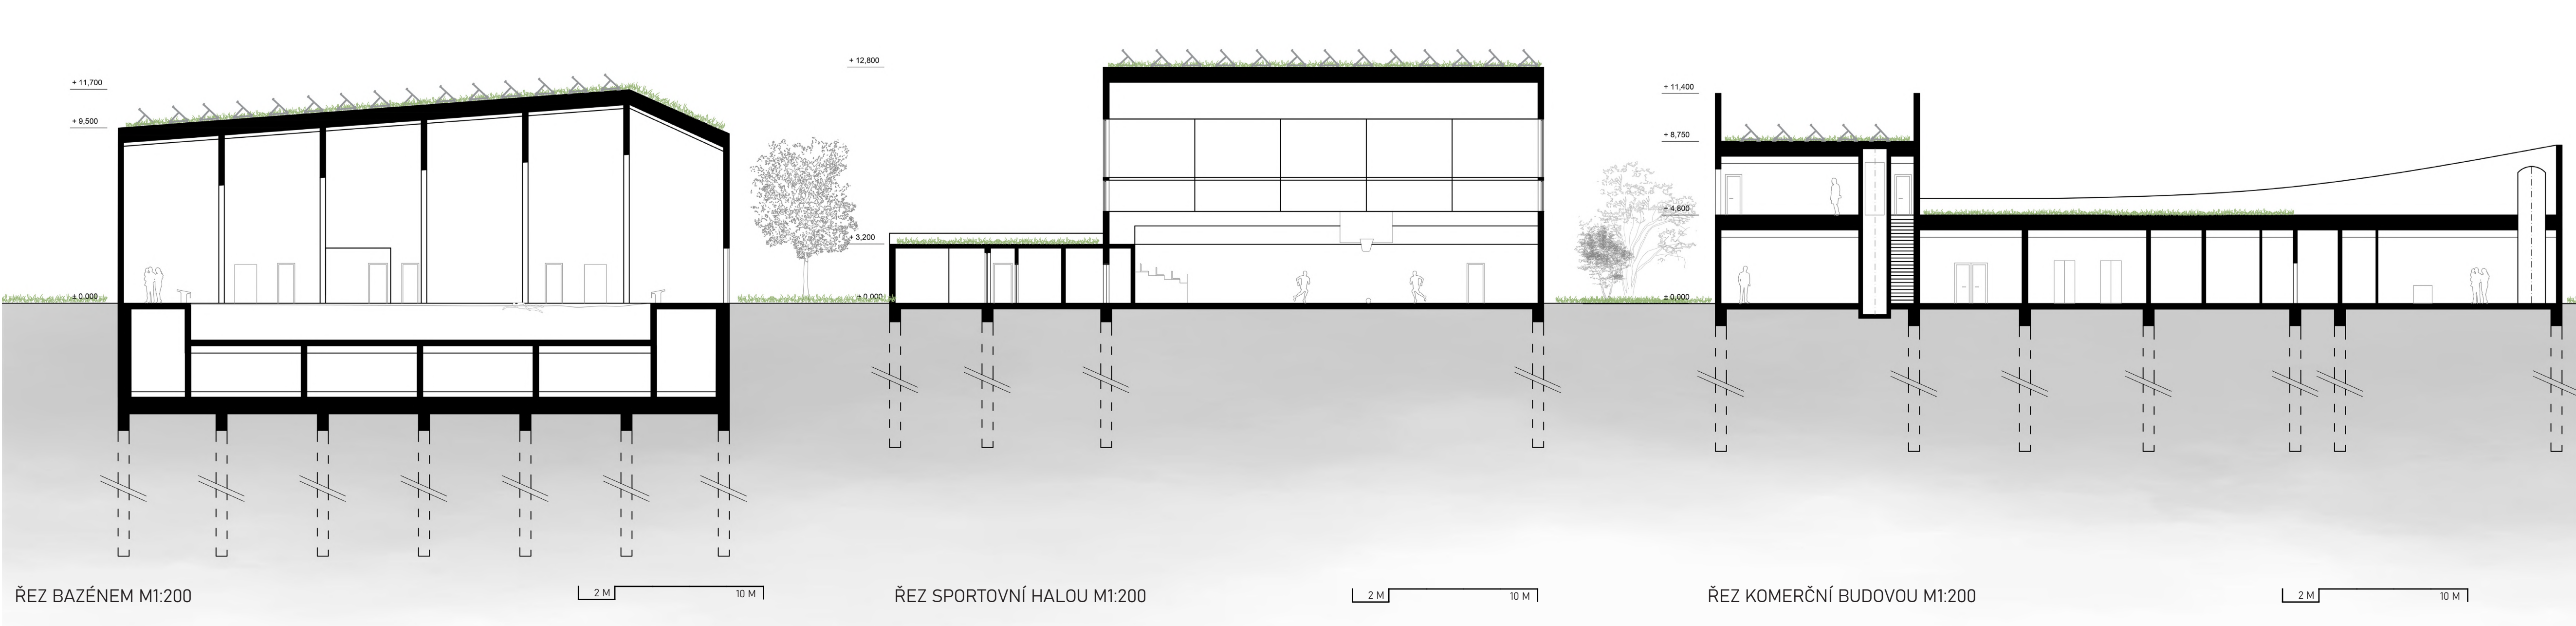 + 11,700
+ 9,500
± 0,000
ŘEZ BAZÉNEM M1:200
2 M
10 M
+ 12,800
+ 3,200
± 0,000
ŘEZ SPORTOVNÍ HALOU M1:200
2 M
10 M
+ 11,400
+ 8,750
+ 4,800
± 0,000
ŘEZ KOMERČNÍ BUDOVOU M1:200
2 M
10 M